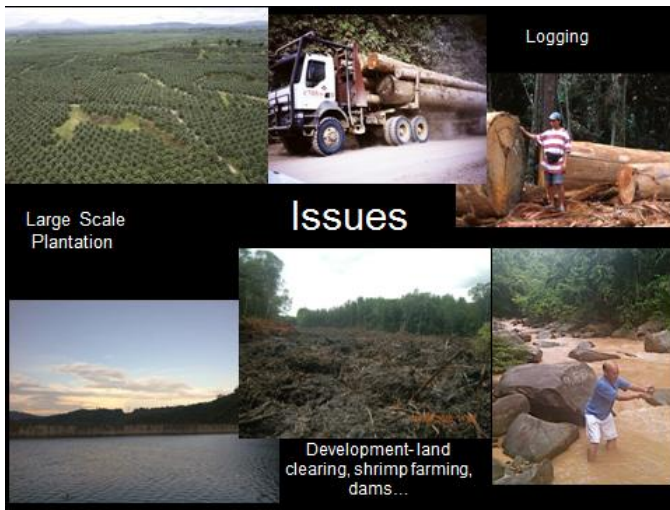 Logging
Issues
Large Scale
Plantation
Development- land
clearing, shrimp farming,
dams...